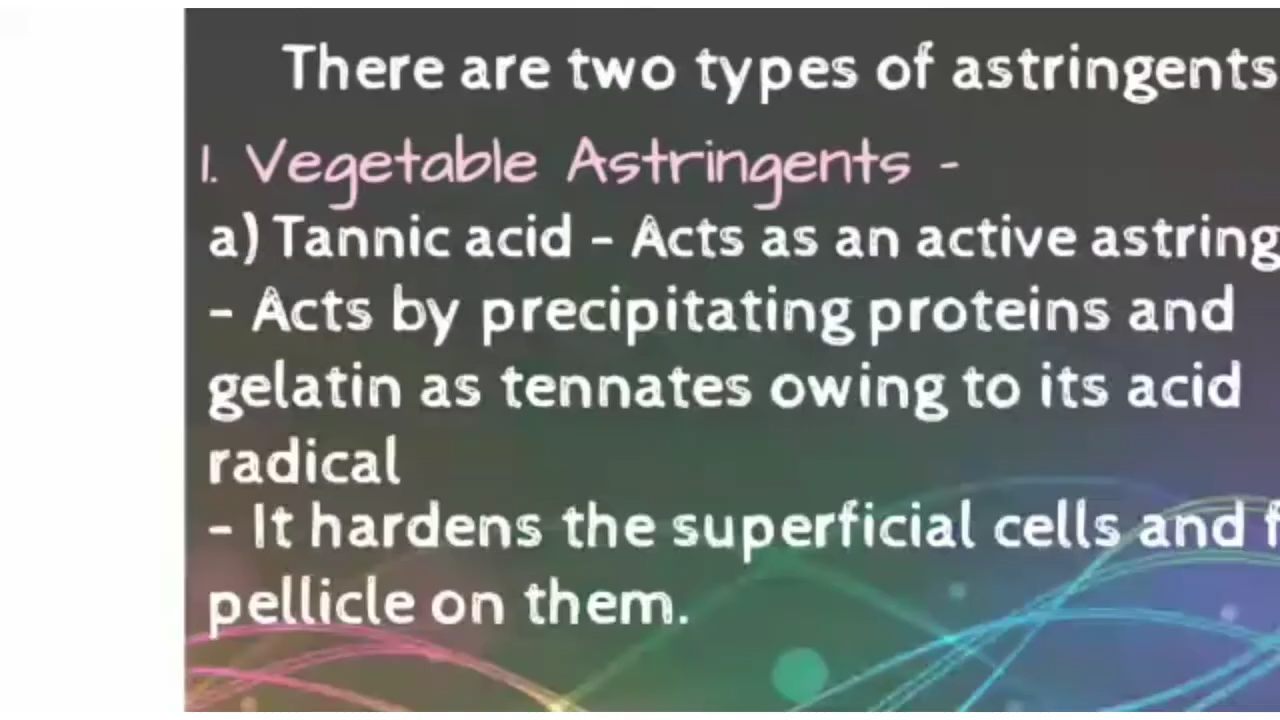 There are two types of astringents
1. Vegetable Astringents -
a) Tannic acid - Acts as an active astring
- Acts by precipitating proteins and
gelatin as tennates owing to its acid
radical
- It hardens the superficial cells and
pellicle on them.